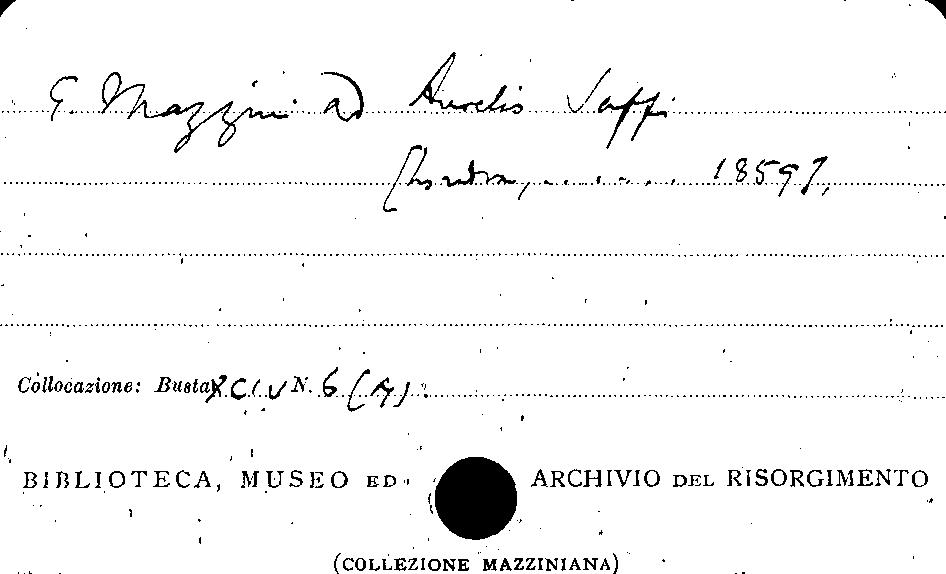 G. Mazzini ad Aurelio Saffi
[Londra, ...... 1859],
Collocazione: Busta XCIV N. 6 (A).
BIBLIOTECA, MUSEO ED ARCHIVIO DEL RISORGIMENTO
(COLLEZIONE MAZZINIANA)